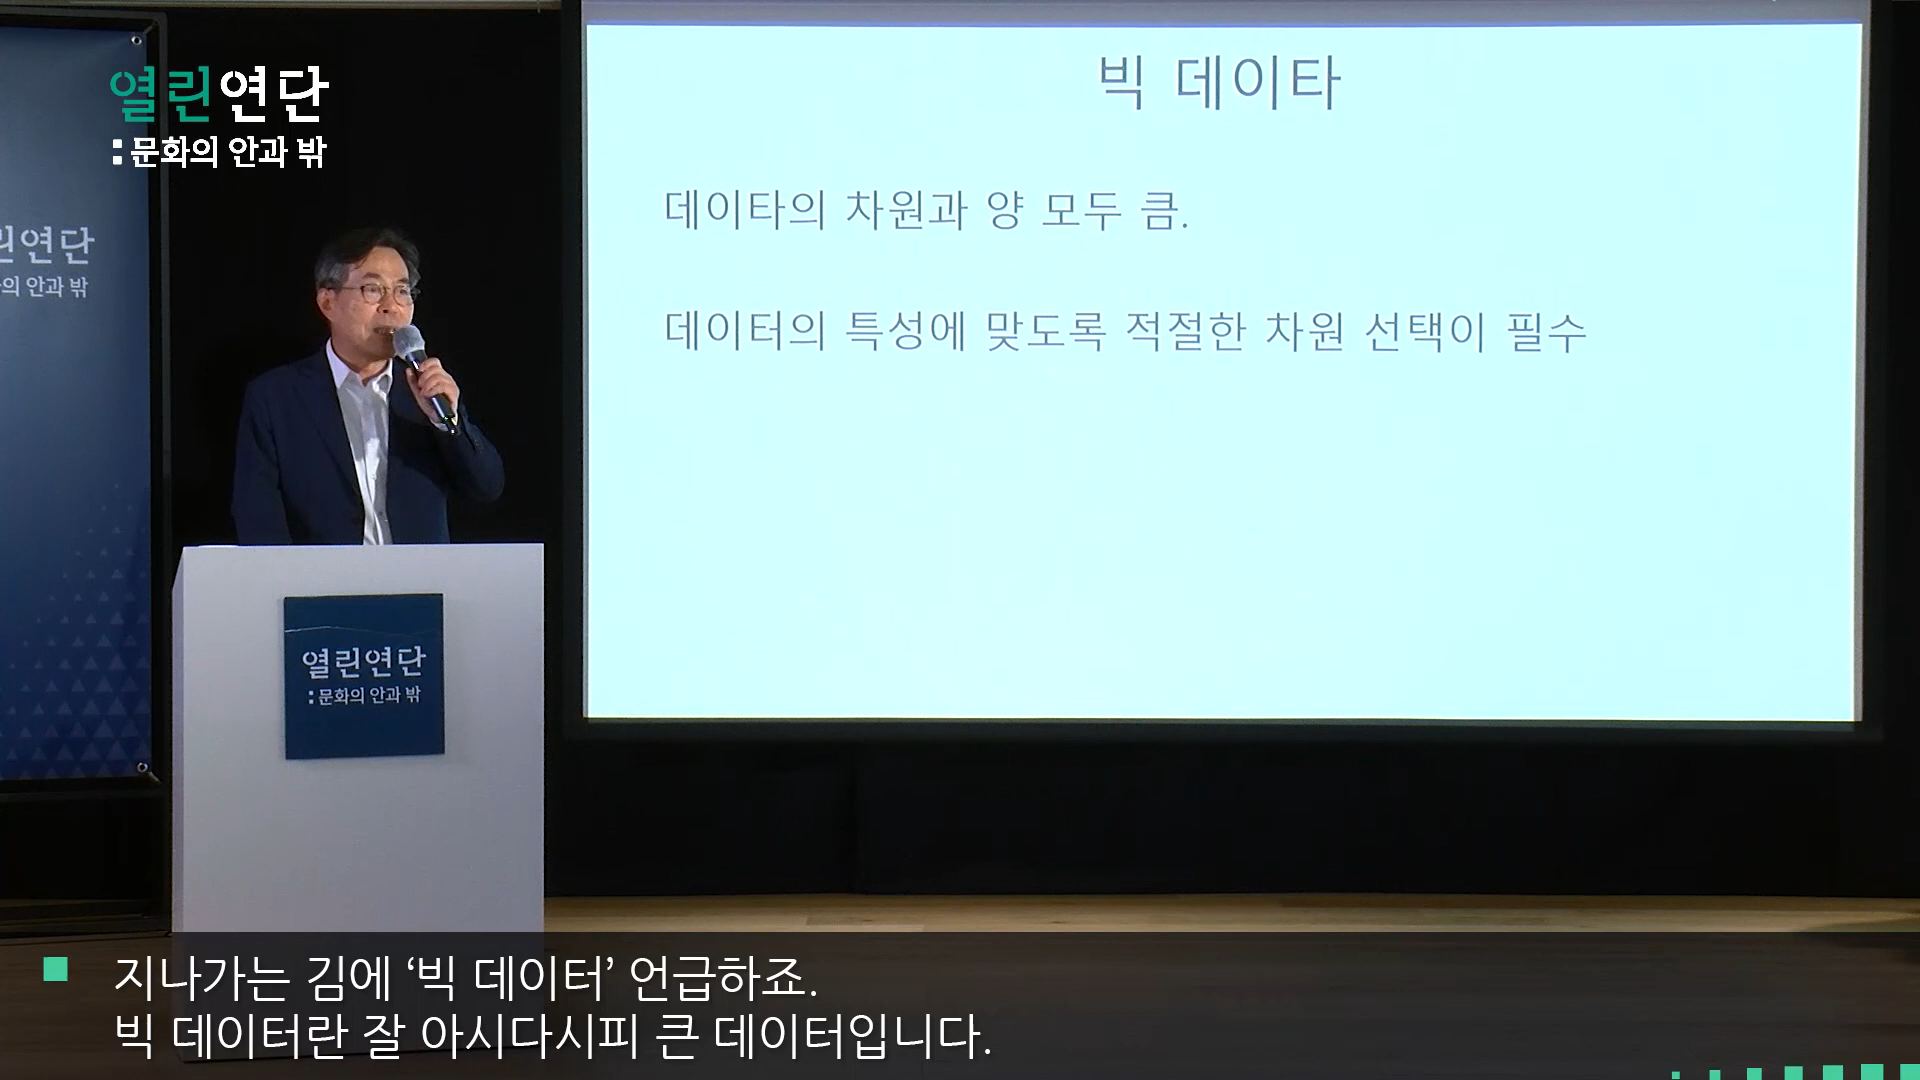 열린연단
:문화의 안과 밖
린연단
의 안과 밖
빅 데이타
데이타의 차원과 양 모두 큼.
데이터의 특성에 맞도록 적절한 차원 선택이 필수
열린연단
:문화의 안과 밖
지나가는 김에 ‘빅 데이터’ 언급하죠.
빅 데이터란 잘 아시다시피 큰 데이터입니다.